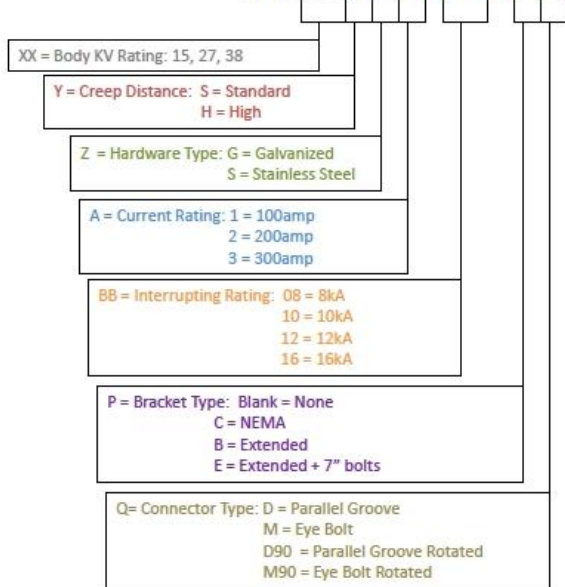 XX = Body KV Rating: 15, 27, 38
Y = Creep Distance: S = Standard
H = High
Z = Hardware Type: G = Galvanized
S = Stainless Steel
A = Current Rating: 1 = 100amp
2 = 200amp
3 = 300amp
BB = Interrupting Rating: 08 = 8kA
10 = 10kA
12 = 12kA
16 = 16kA
P = Bracket Type: Blank = None
C = NEMA
B = Extended
E = Extended + 7” bolts
Q= Connector Type: D = Parallel Groove
M = Eye Bolt
D90 = Parallel Groove Rotated
M90 = Eye Bolt Rotated